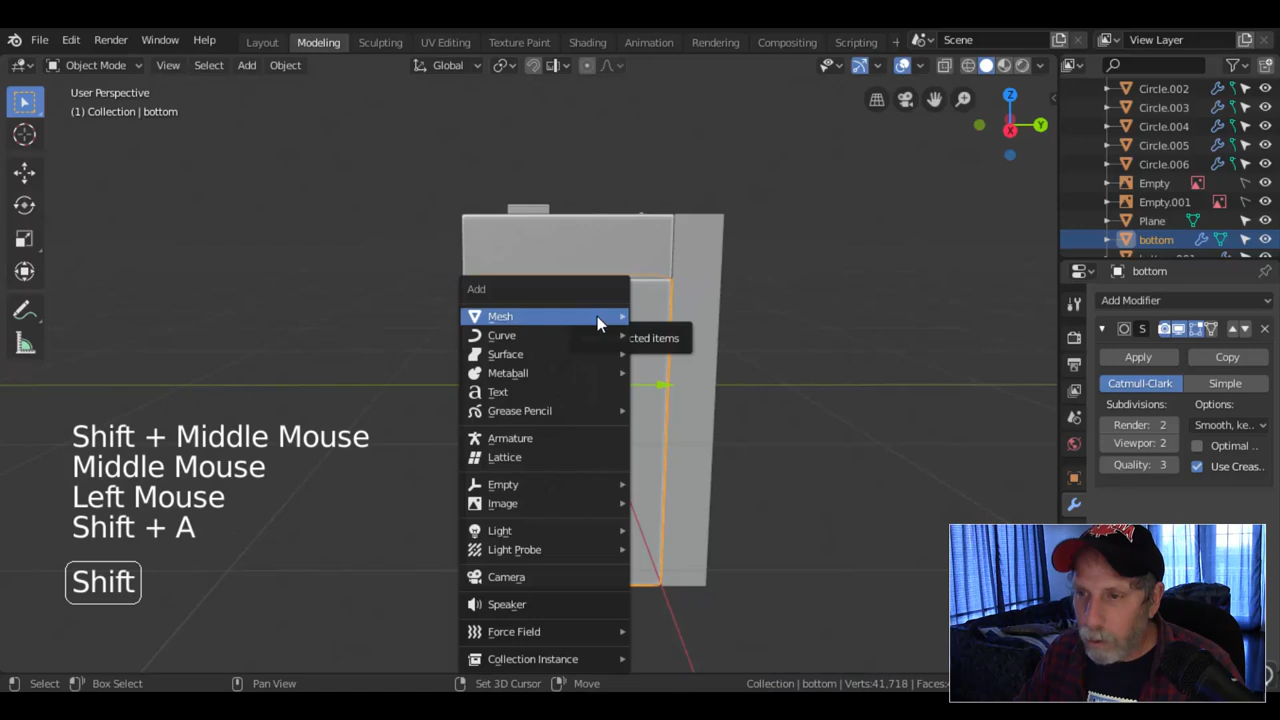 File Edit Render Window Help
Layout Modeling Sculpting UV Editing Texture Paint Shading Animation Rendering Compositing Scripting +
Scene
View Layer
Object Mode View Select Add Object
Global
User Perspective
(1) Collection | bottom
Z
Y
X
Circle.002
Circle.003
Circle.004
Circle.005
Circle.006
Empty
Empty.001
Plane
bottom
bottom
Add Modifier
S
Apply Copy
Catmull-Clark Simple
Subdivisions: Options:
Render: 2 Smooth, ke..
Viewpor: 2 Optimal ..
Quality: 3 Use Creas..
Add
Mesh
cted items
Curve
Surface
Metaball
Text
Grease Pencil
Armature
Lattice
Empty
Image
Light
Light Probe
Camera
Speaker
Force Field
Collection Instance
Shift + Middle Mouse
Middle Mouse
Left Mouse
Shift + A
Shift
Select Box Select Pan View Set 3D Cursor Move Collection | bottom | Verts:41,718 | Faces:4